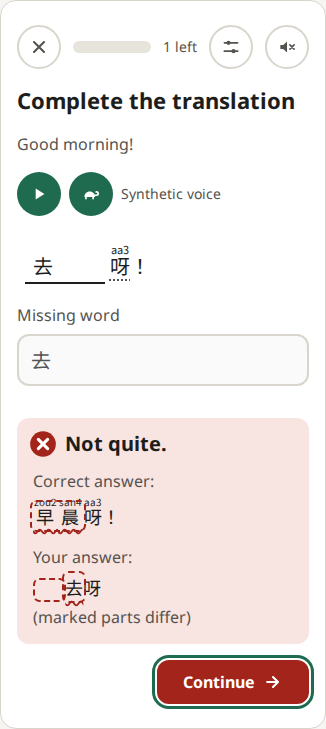 1 left
Complete the translation
Good morning!
Synthetic voice
aa3
去 呀！
Missing word
去
Not quite.
Correct answer:
zou2 san4 aa3
早晨呀！
Your answer:
去呀
(marked parts differ)
Continue